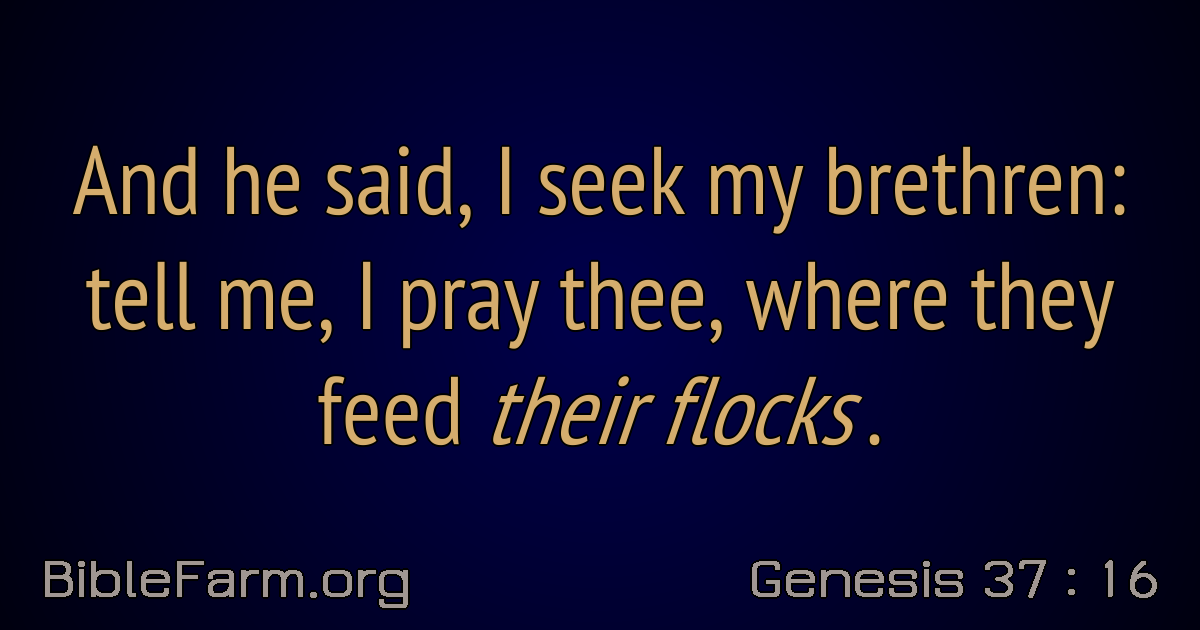 And he said, I seek my brethren:
tell me, I pray thee, where they
feed their flocks.
BibleFarm.org
Genesis 37 : 16